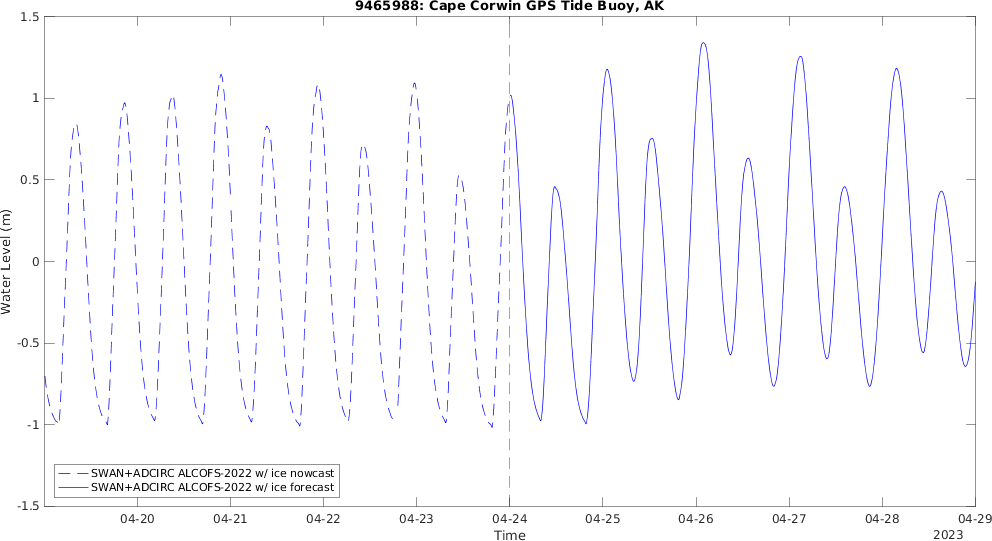 9465988: Cape Corwin GPS Tide Buoy, AK
1.5
1
0.5
0
-0.5
-1
-1.5
Water Level (m)
SWAN+ADCIRC ALCOFS-2022 w/ ice nowcast
SWAN+ADCIRC ALCOFS-2022 w/ ice forecast
04-20 04-21 04-22 04-23 04-24 04-25 04-26 04-27 04-28 04-29
Time
2023